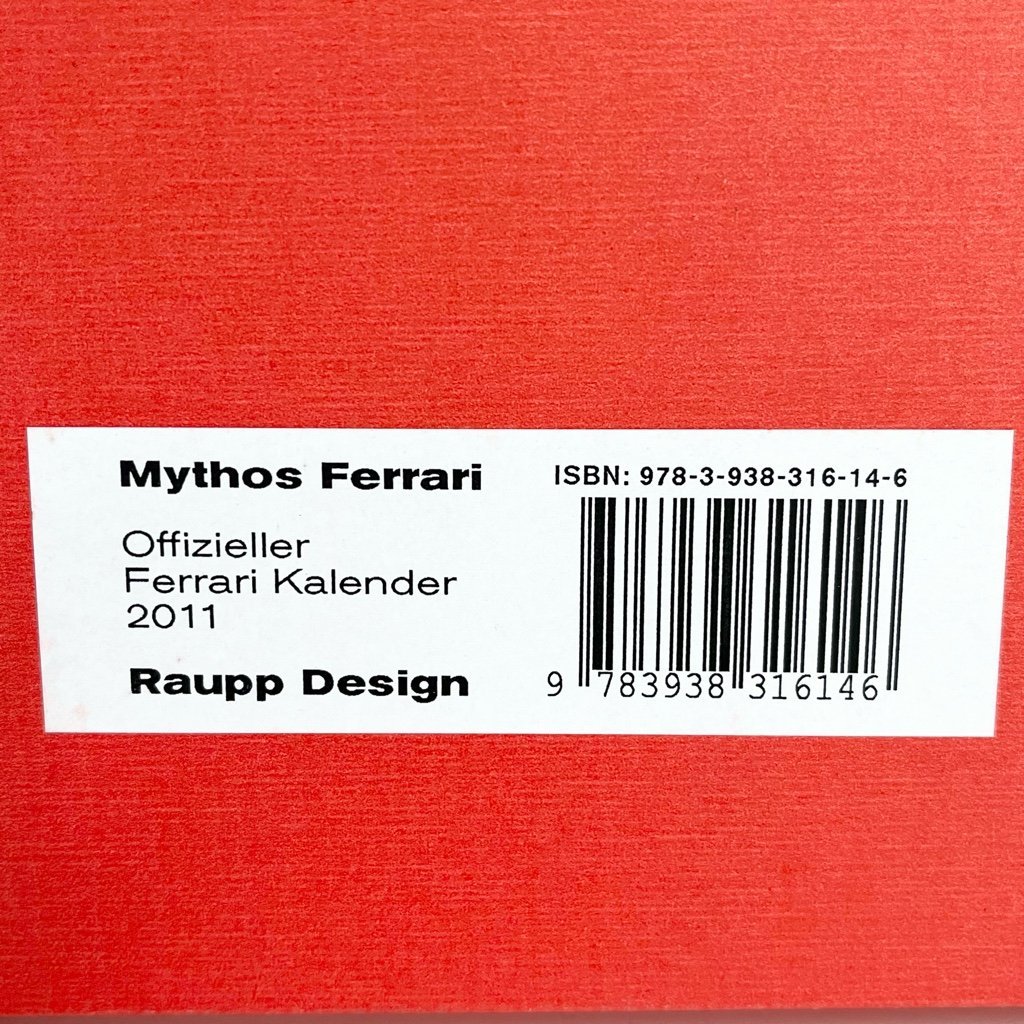 Mythos Ferrari
Offizieller
Ferrari Kalender
2011
Raupp Design
ISBN: 978-3-938-316-14-6
9 783938 316146